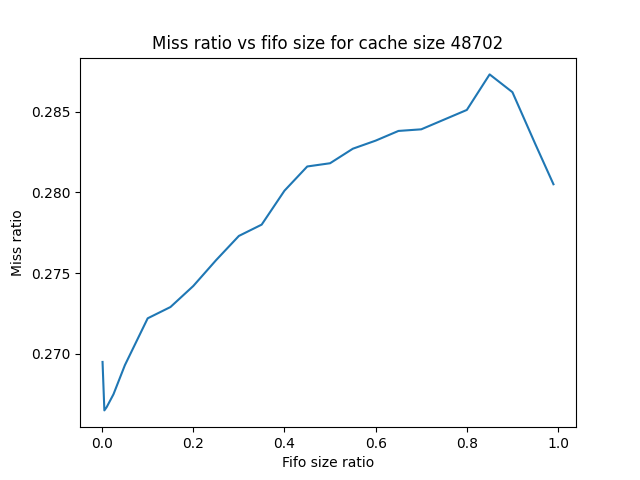 Miss ratio vs fifo size for cache size 48702
0.285
0.280
0.275
0.270
Miss ratio
0.0 0.2 0.4 0.6 0.8 1.0
Fifo size ratio